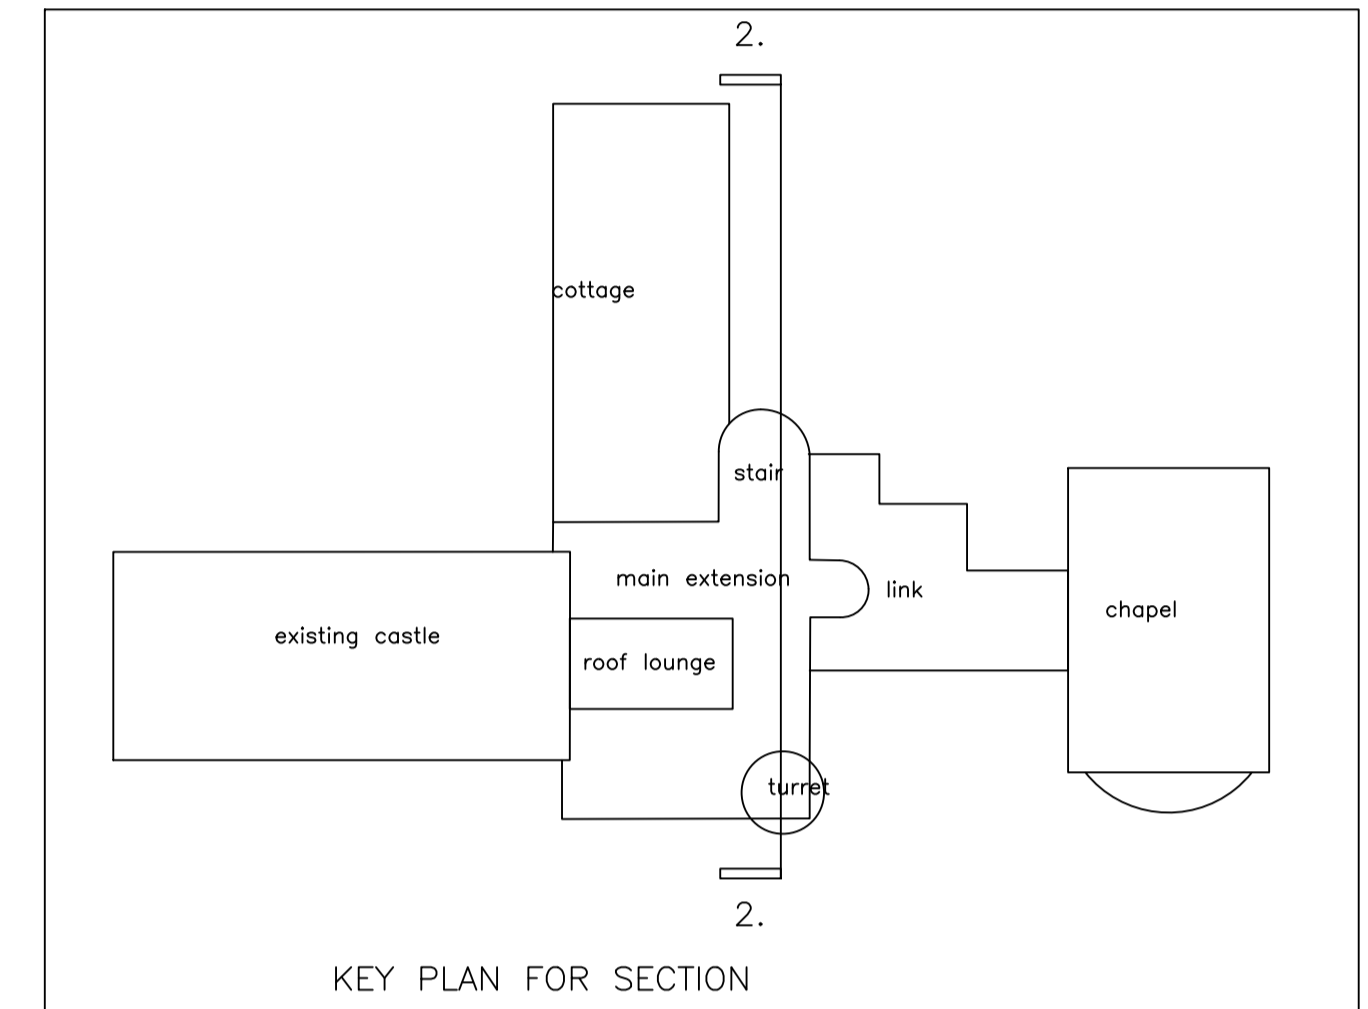 2.
cottage
stair
main extension
link
chapel
existing castle
roof lounge
turret
2.
KEY PLAN FOR SECTION